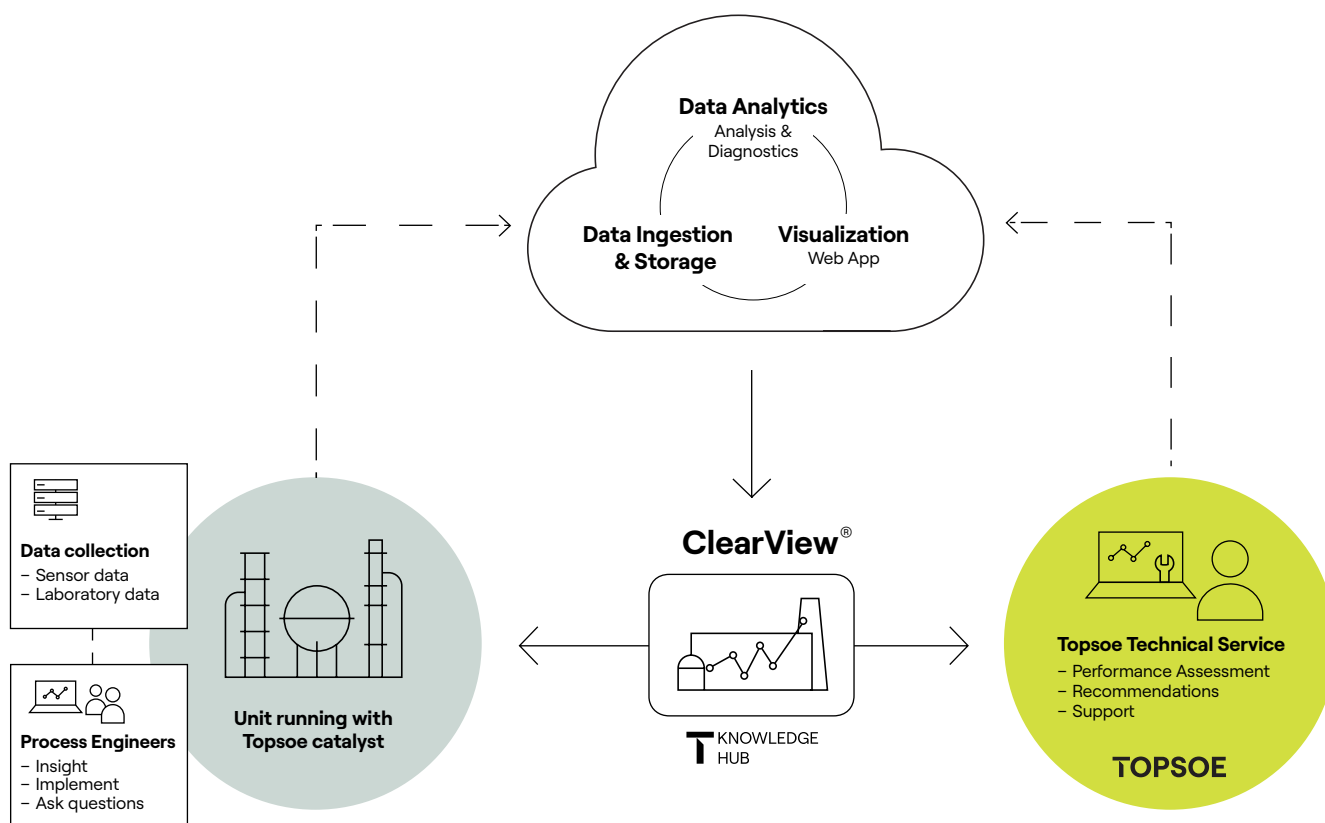 Data Analytics
Analysis &
Diagnostics
Data Ingestion
& Storage
Visualization
Web App
Data collection
– Sensor data
– Laboratory data
Process Engineers
– Insight
– Implement
– Ask questions
Unit running with
Topsoe catalyst
ClearView®
KNOWLEDGE
HUB
Topsoe Technical Service
– Performance Assessment
– Recommendations
– Support
TOPSOE